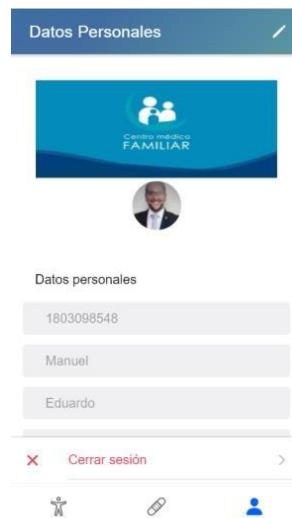 Datos Personales
Centro médico
FAMILIAR
Datos personales
1803098548
Manuel
Eduardo
Cerrar sesión